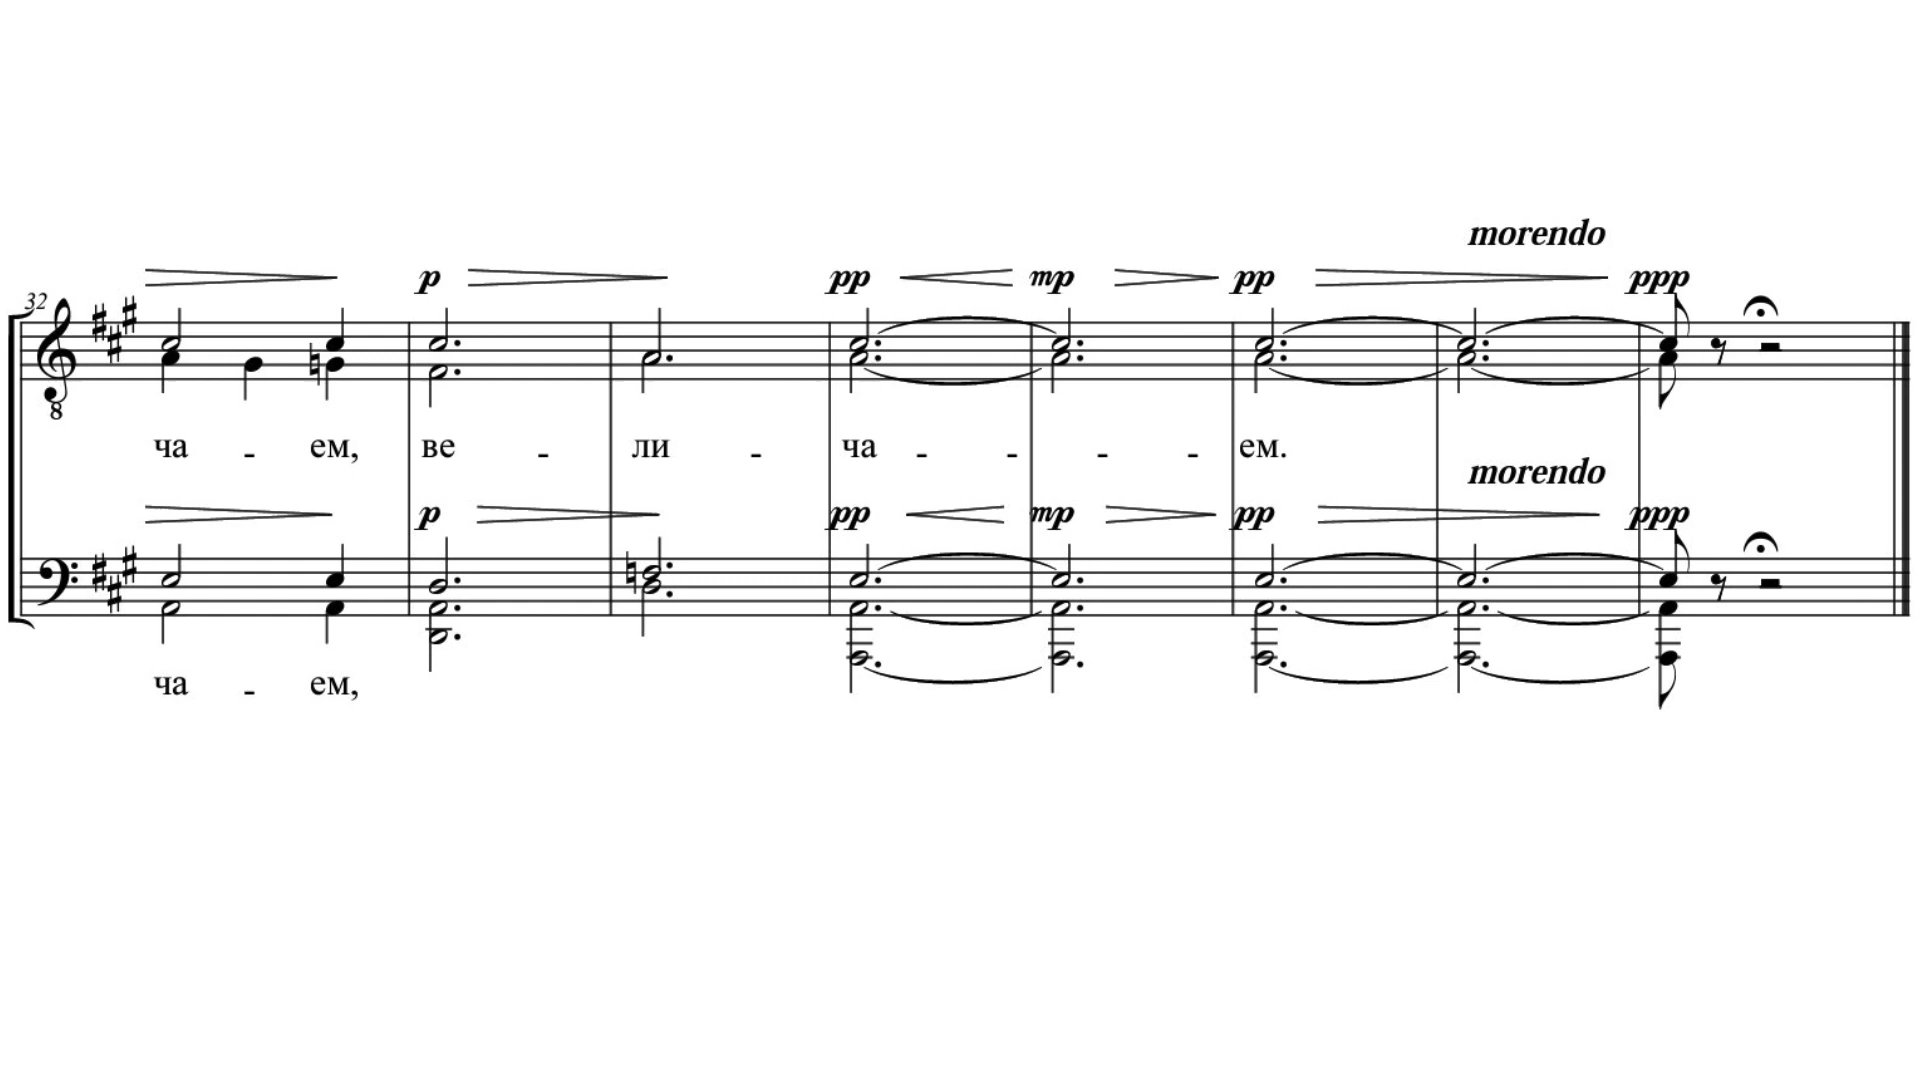 morendo
p pp mp pp ppp
32
8
ча - ем, ве - ли - ча - - - - ем.
morendo
p pp mp pp ppp
ча - ем,